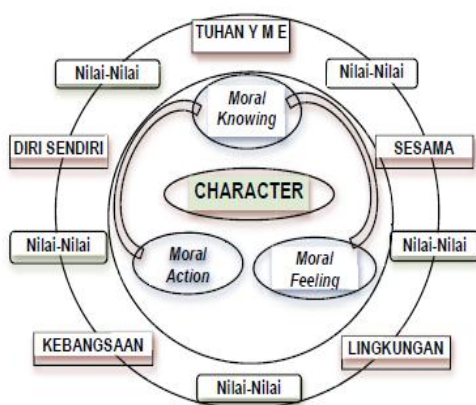 TUHAN Y M E
Nilai-Nilai
Nilai-Nilai
Moral
Knowing
DIRI SENDIRI
SESAMA
CHARACTER
Nilai-Nilai
Nilai-Nilai
Moral
Action
Moral
Feeling
KEBANGSAAN
LINGKUNGAN
Nilai-Nilai